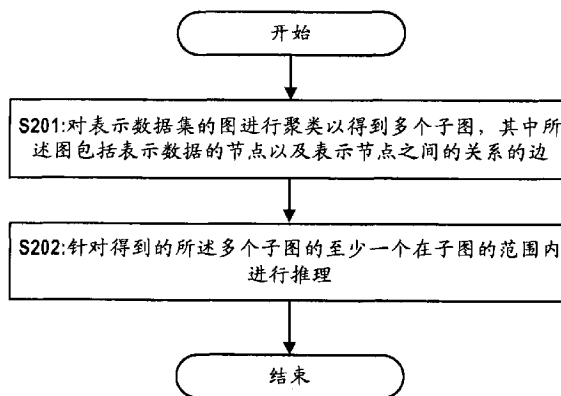 开始
S201:对表示数据集的图进行聚类以得到多个子图，其中所
述图包括表示数据的节点以及表示节点之间的关系的边
S202:针对得到的所述多个子图的至少一个在子图的范围内
进行推理
结束